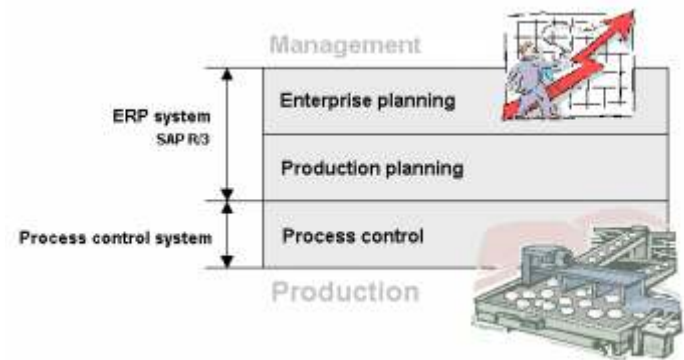 Management
Enterprise planning
ERP system
SAP R/3
Production planning
Process control system
Process control
Production